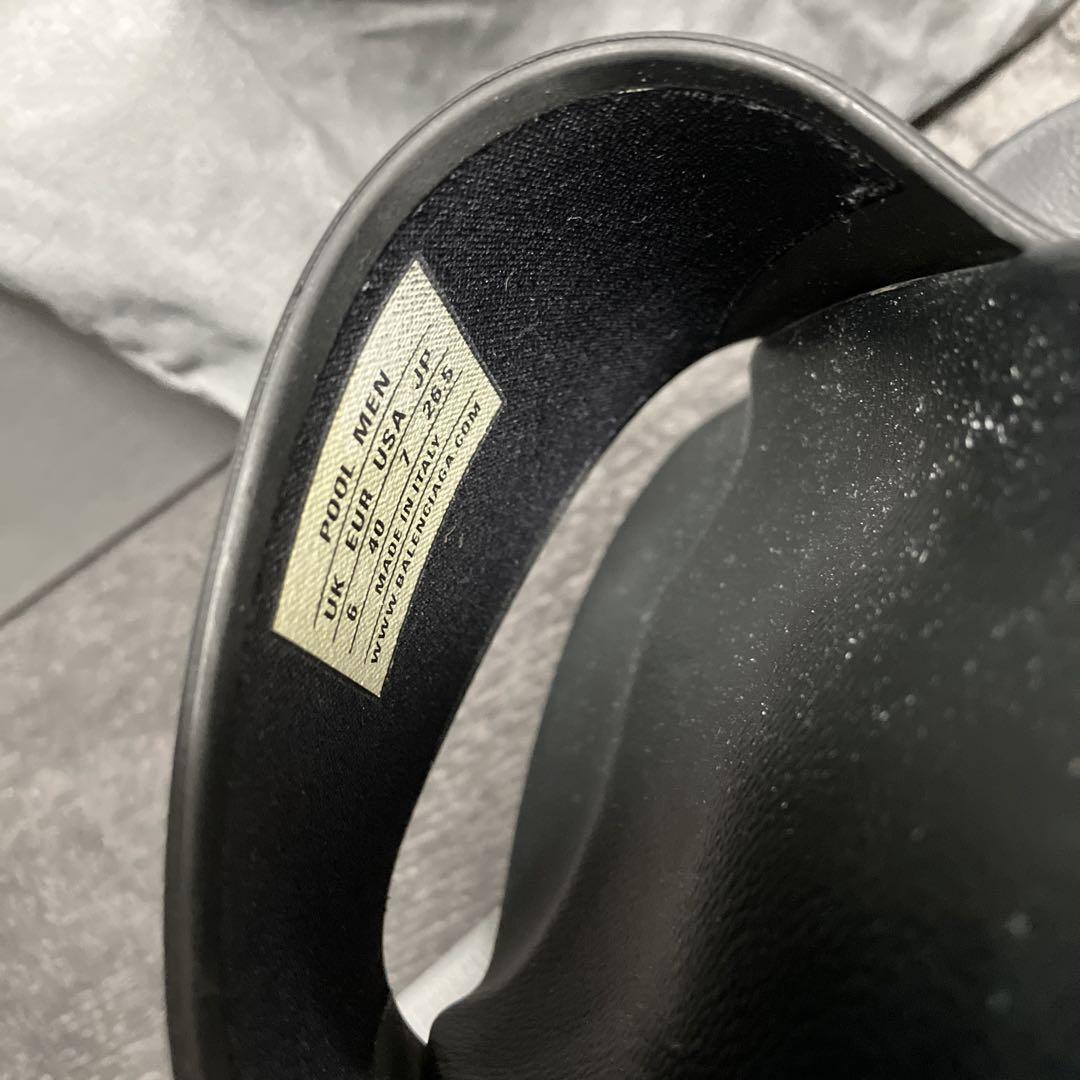 POOL MEN
UK EUR USA JP
6 40 7 26.5
MADE IN ITALY
WWW.BALENCIAGA.COM